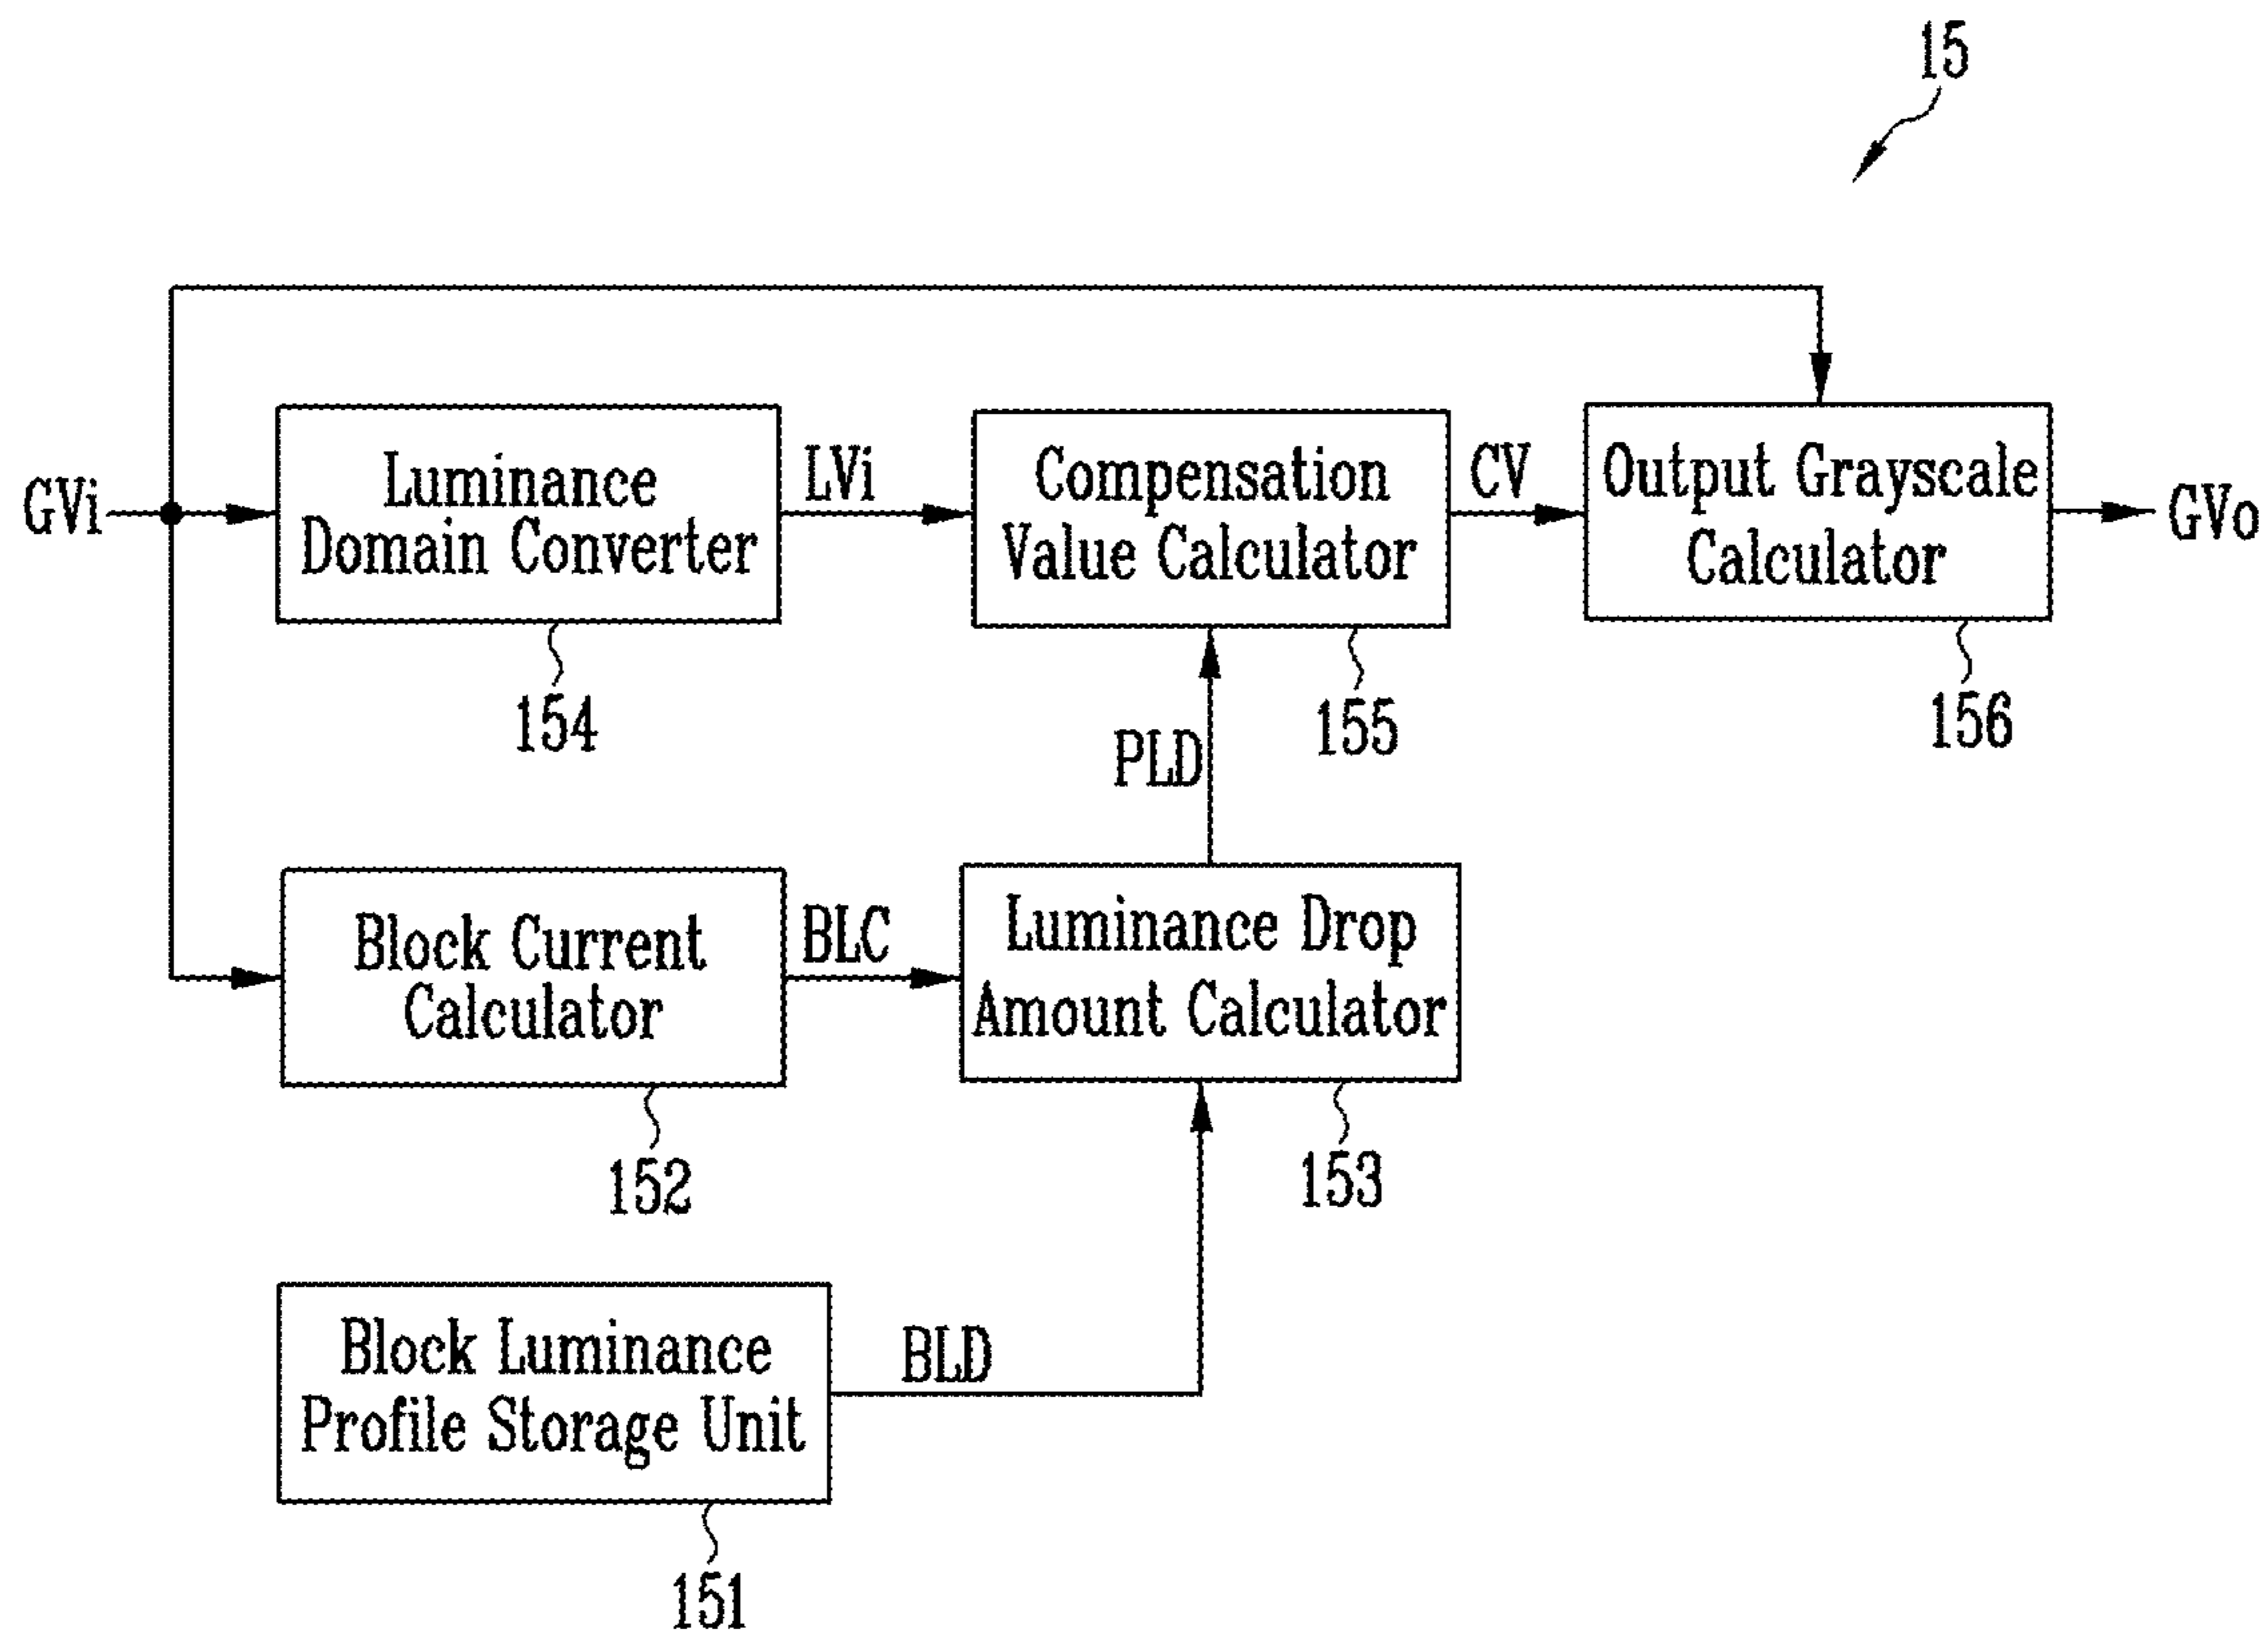 15
GVi
Luminance
Domain Converter
154
LVi
Compensation
Value Calculator
155
CV
Output Grayscale
Calculator
156
GVo
PLD
Block Current
Calculator
152
BLC
Luminance Drop
Amount Calculator
153
Block Luminance
Profile Storage Unit
151
BLD